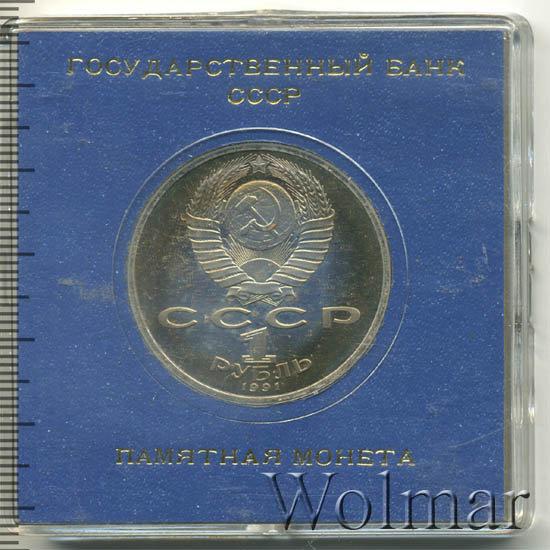 ГОСУДАРСТВЕННЫЙ БАНК
СССР
СССР
1
РУБЛЬ
1991
ПАМЯТНАЯ МОНЕТА
Wolmar